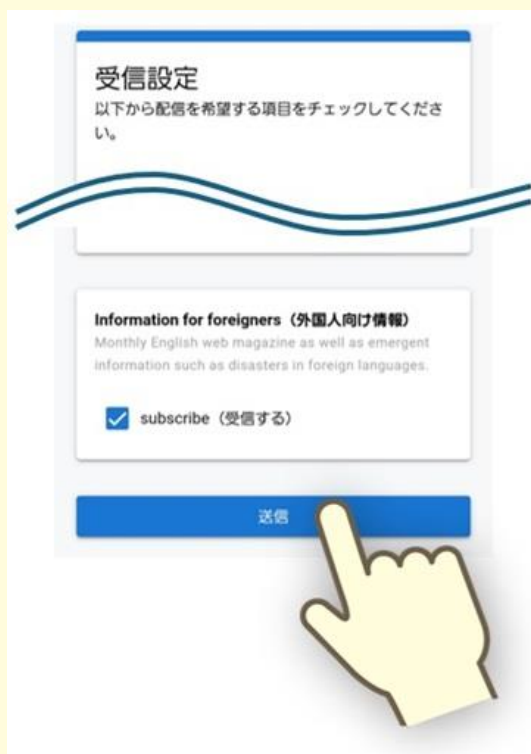 受信設定
以下から配信を希望する項目をチェックしてくださ
い。
Information for foreigners（外国人向け情報）
Monthly English web magazine as well as emergent
information such as disasters in foreign languages.
subscribe（受信する）
送信